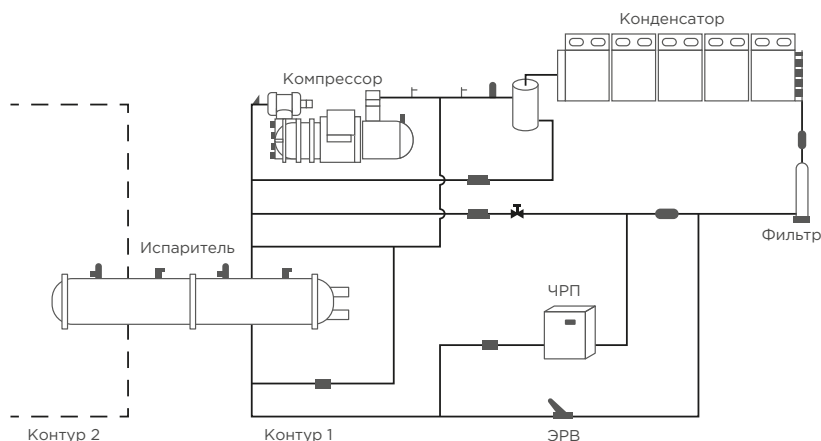 Конденсатор
Компрессор
Фильтр
Испаритель
ЧРП
Контур 2
Контур 1
ЭРВ